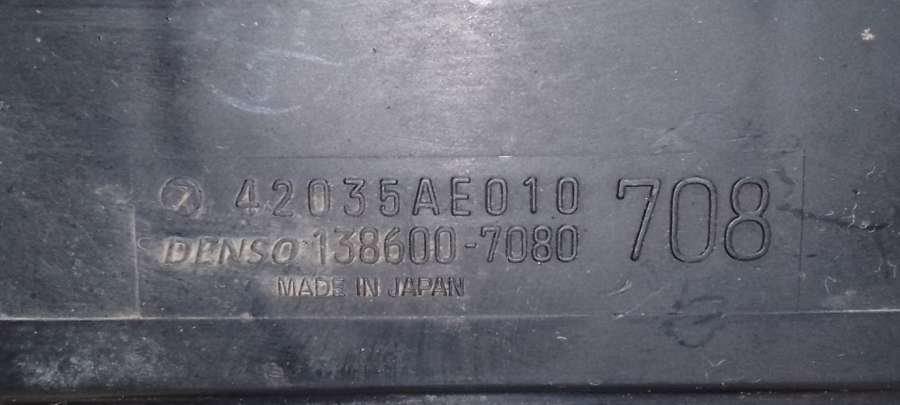 42035AE010
DENSO 138600-7080
708
MADE IN JAPAN